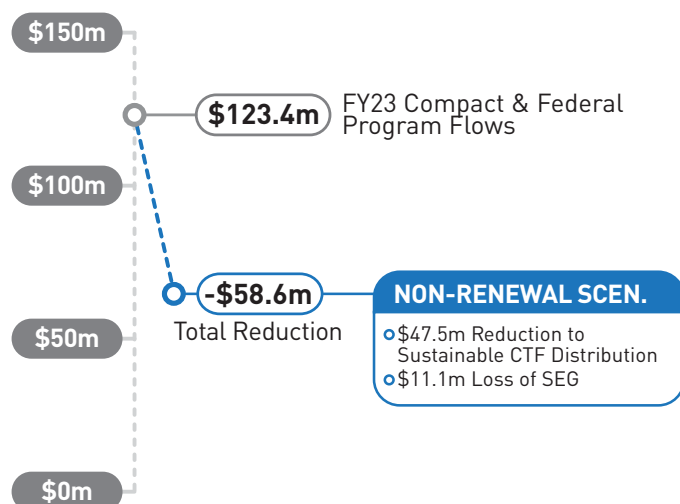 $150m
$123.4m
FY23 Compact & Federal
Program Flows
$100m
-$58.6m
Total Reduction
NON-RENEWAL SCEN.
$47.5m Reduction to
Sustainable CTF Distribution
$11.1m Loss of SEG
$50m
$0m